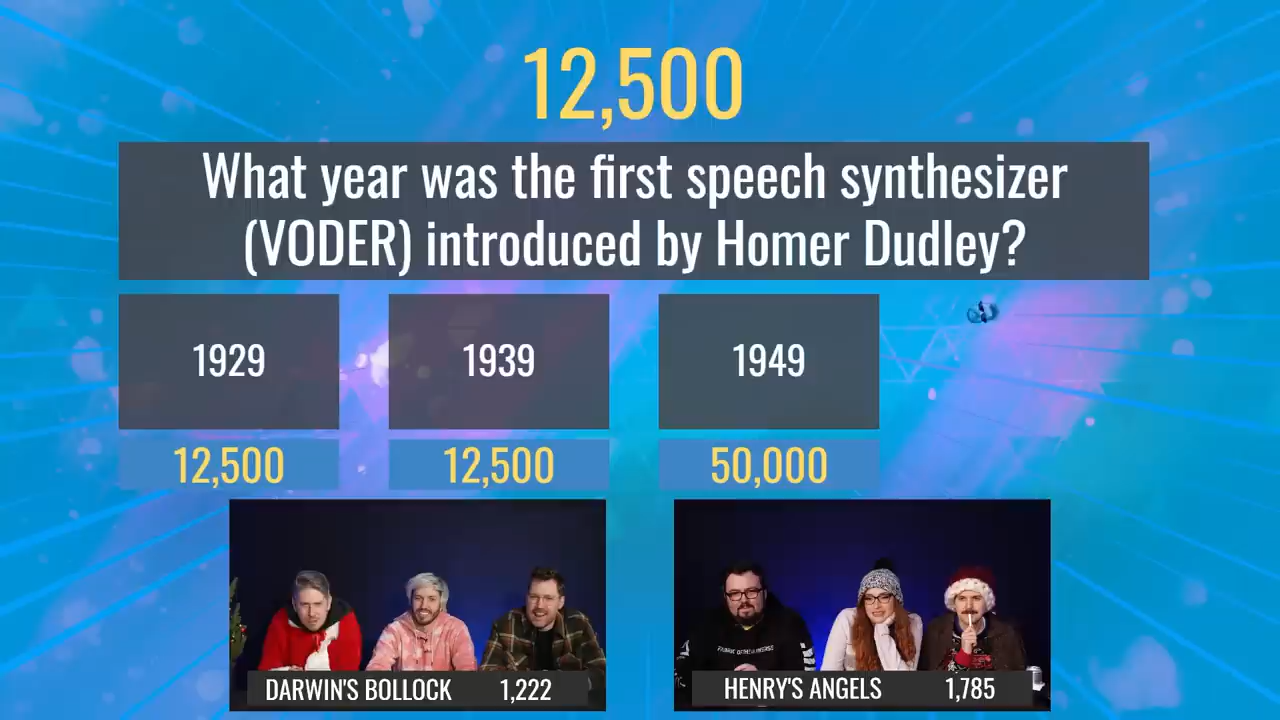 12,500
What year was the first speech synthesizer
(VODER) introduced by Homer Dudley?
1929
1939
1949
12,500
12,500
50,000
DARWIN'S BOLLOCK 1,222
HENRY'S ANGELS 1,785